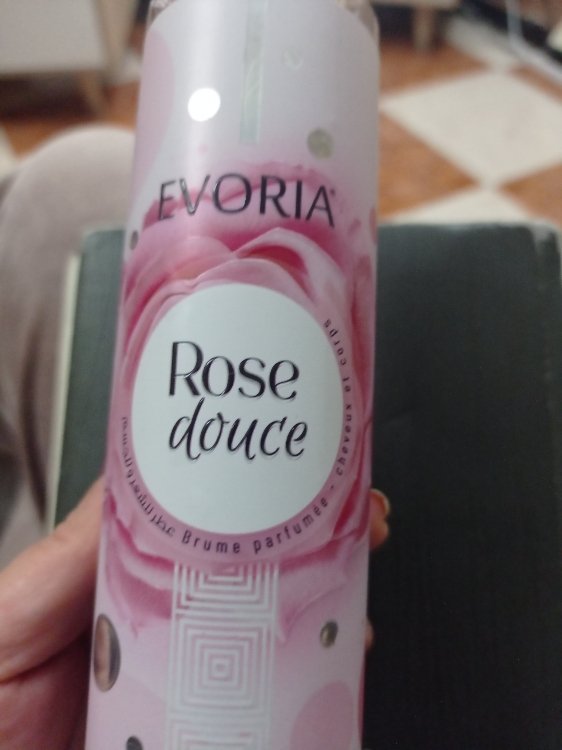 EVORIA
Rose
douce
Brume parfumée - cheveux et corps